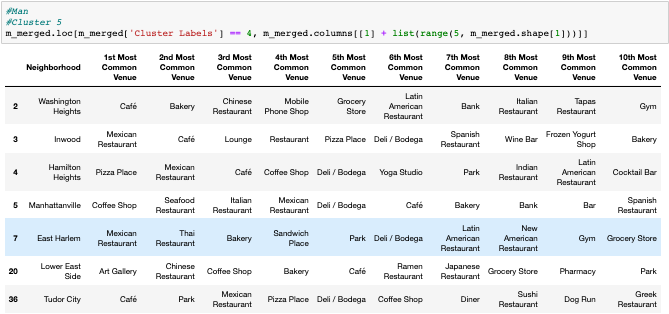 #Man
#Cluster 5
m_merged.loc[m_merged['Cluster Labels'] == 4, m_merged.columns[[1] + list(range(5, m_merged.shape[1]))]]
Neighborhood 1st Most Common Venue 2nd Most Common Venue 3rd Most Common Venue 4th Most Common Venue 5th Most Common Venue 6th Most Common Venue 7th Most Common Venue 8th Most Common Venue 9th Most Common Venue 10th Most Common Venue
2 Washington Heights Café Bakery Chinese Restaurant Mobile Phone Shop Grocery Store Latin American Restaurant Bank Italian Restaurant Tapas Restaurant Gym
3 Inwood Mexican Restaurant Café Lounge Restaurant Pizza Place Deli / Bodega Spanish Restaurant Wine Bar Frozen Yogurt Shop Bakery
4 Hamilton Heights Pizza Place Mexican Restaurant Café Coffee Shop Deli / Bodega Yoga Studio Park Indian Restaurant Latin American Restaurant Cocktail Bar
5 Manhattanville Coffee Shop Seafood Restaurant Italian Restaurant Mexican Restaurant Deli / Bodega Café Bakery Bank Bar Spanish Restaurant
7 East Harlem Mexican Restaurant Thai Restaurant Bakery Sandwich Place Park Deli / Bodega Latin American Restaurant New American Restaurant Gym Grocery Store
20 Lower East Side Art Gallery Chinese Restaurant Coffee Shop Bakery Café Ramen Restaurant Japanese Restaurant Grocery Store Pharmacy Park
36 Tudor City Café Park Mexican Restaurant Pizza Place Deli / Bodega Coffee Shop Diner Sushi Restaurant Dog Run Greek Restaurant